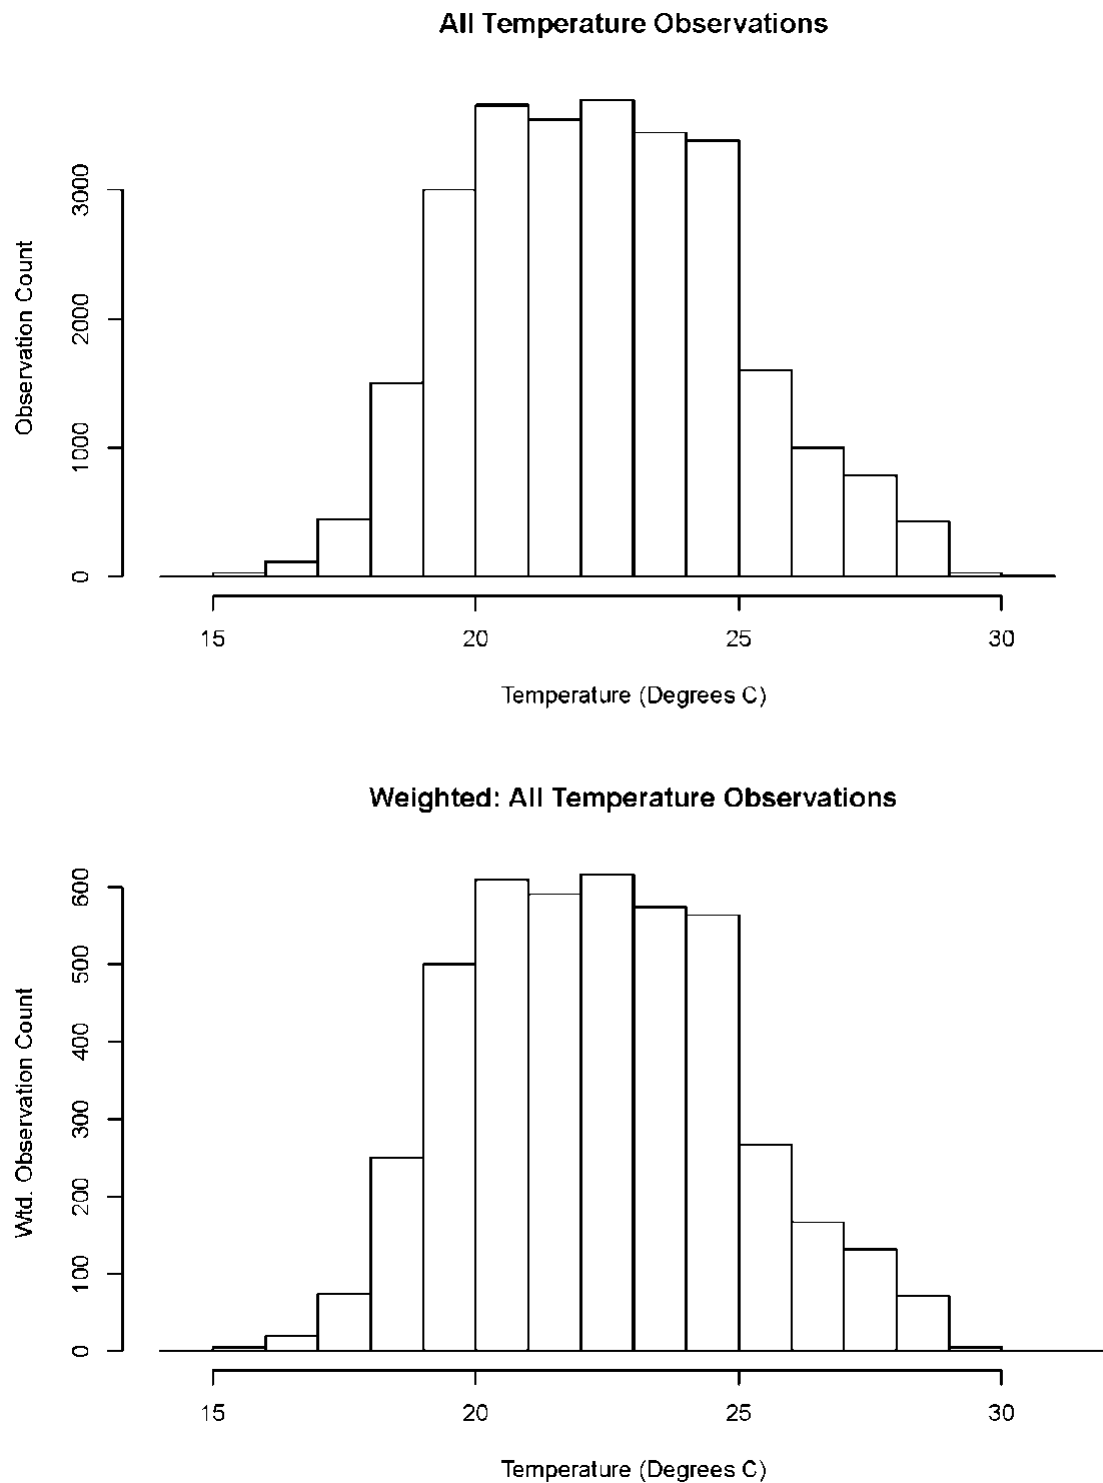 All Temperature Observations
3000
2000
1000
0
Observation Count
15 20 25 30
Temperature (Degrees C)
Weighted: All Temperature Observations
600
500
400
300
200
100
0
Wtd. Observation Count
15 20 25 30
Temperature (Degrees C)